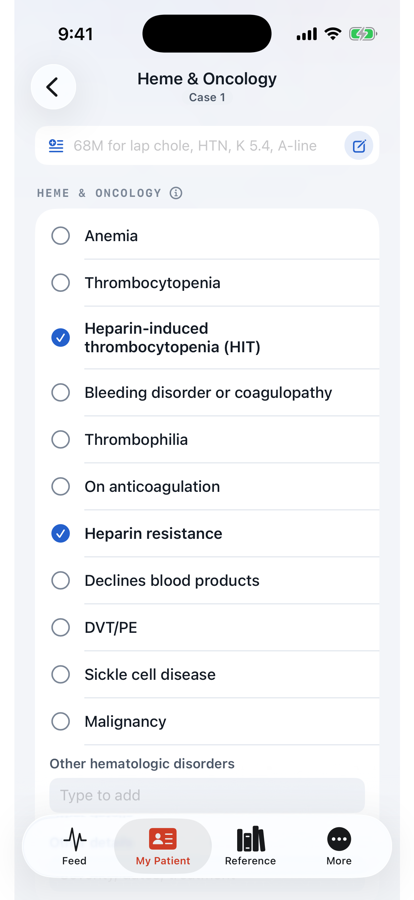 9:41
Heme & Oncology
Case 1
68M for lap chole, HTN, K 5.4, A-line
HEME & ONCOLOGY
Anemia
Thrombocytopenia
Heparin-induced
thrombocytopenia (HIT)
Bleeding disorder or coagulopathy
Thrombophilia
On anticoagulation
Heparin resistance
Declines blood products
DVT/PE
Sickle cell disease
Malignancy
Other hematologic disorders
Type to add
Feed
My Patient
Reference
More